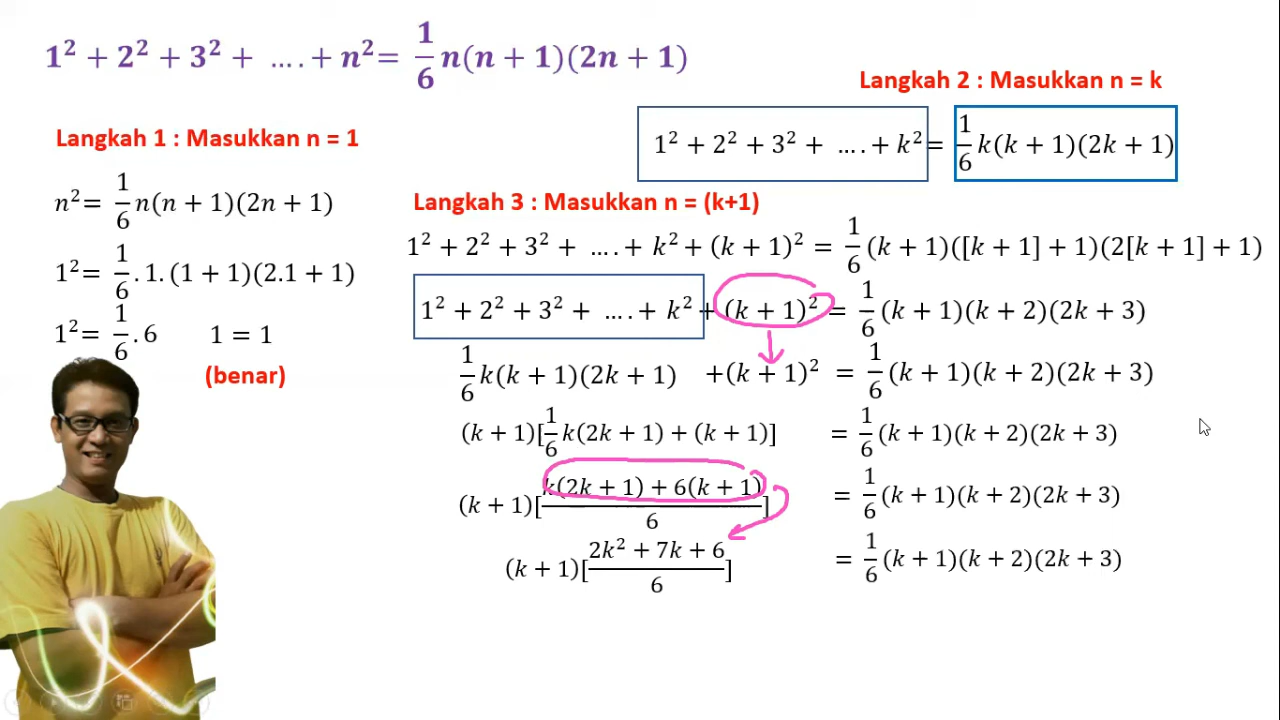 1² + 2² + 3² + .... + n² = 1/6 n(n + 1)(2n + 1)
Langkah 1 : Masukkan n = 1
n² = 1/6 n(n + 1)(2n + 1)
1² = 1/6 . 1. (1 + 1)(2.1 + 1)
1² = 1/6 . 6 1 = 1
(benar)
Langkah 2 : Masukkan n = k
1² + 2² + 3² + .... + k² = 1/6 k(k + 1)(2k + 1)
Langkah 3 : Masukkan n = (k+1)
1² + 2² + 3² + .... + k² + (k + 1)² = 1/6 (k + 1)([k + 1] + 1)(2[k + 1] + 1)
1² + 2² + 3² + .... + k² + (k + 1)² = 1/6 (k + 1)(k + 2)(2k + 3)
1/6 k(k + 1)(2k + 1) +(k + 1)² = 1/6 (k + 1)(k + 2)(2k + 3)
(k + 1)[1/6 k(2k + 1) + (k + 1)] = 1/6 (k + 1)(k + 2)(2k + 3)
(k + 1)[k(2k + 1) + 6(k + 1)/6] = 1/6 (k + 1)(k + 2)(2k + 3)
(k + 1)[2k² + 7k + 6/6] = 1/6 (k + 1)(k + 2)(2k + 3)